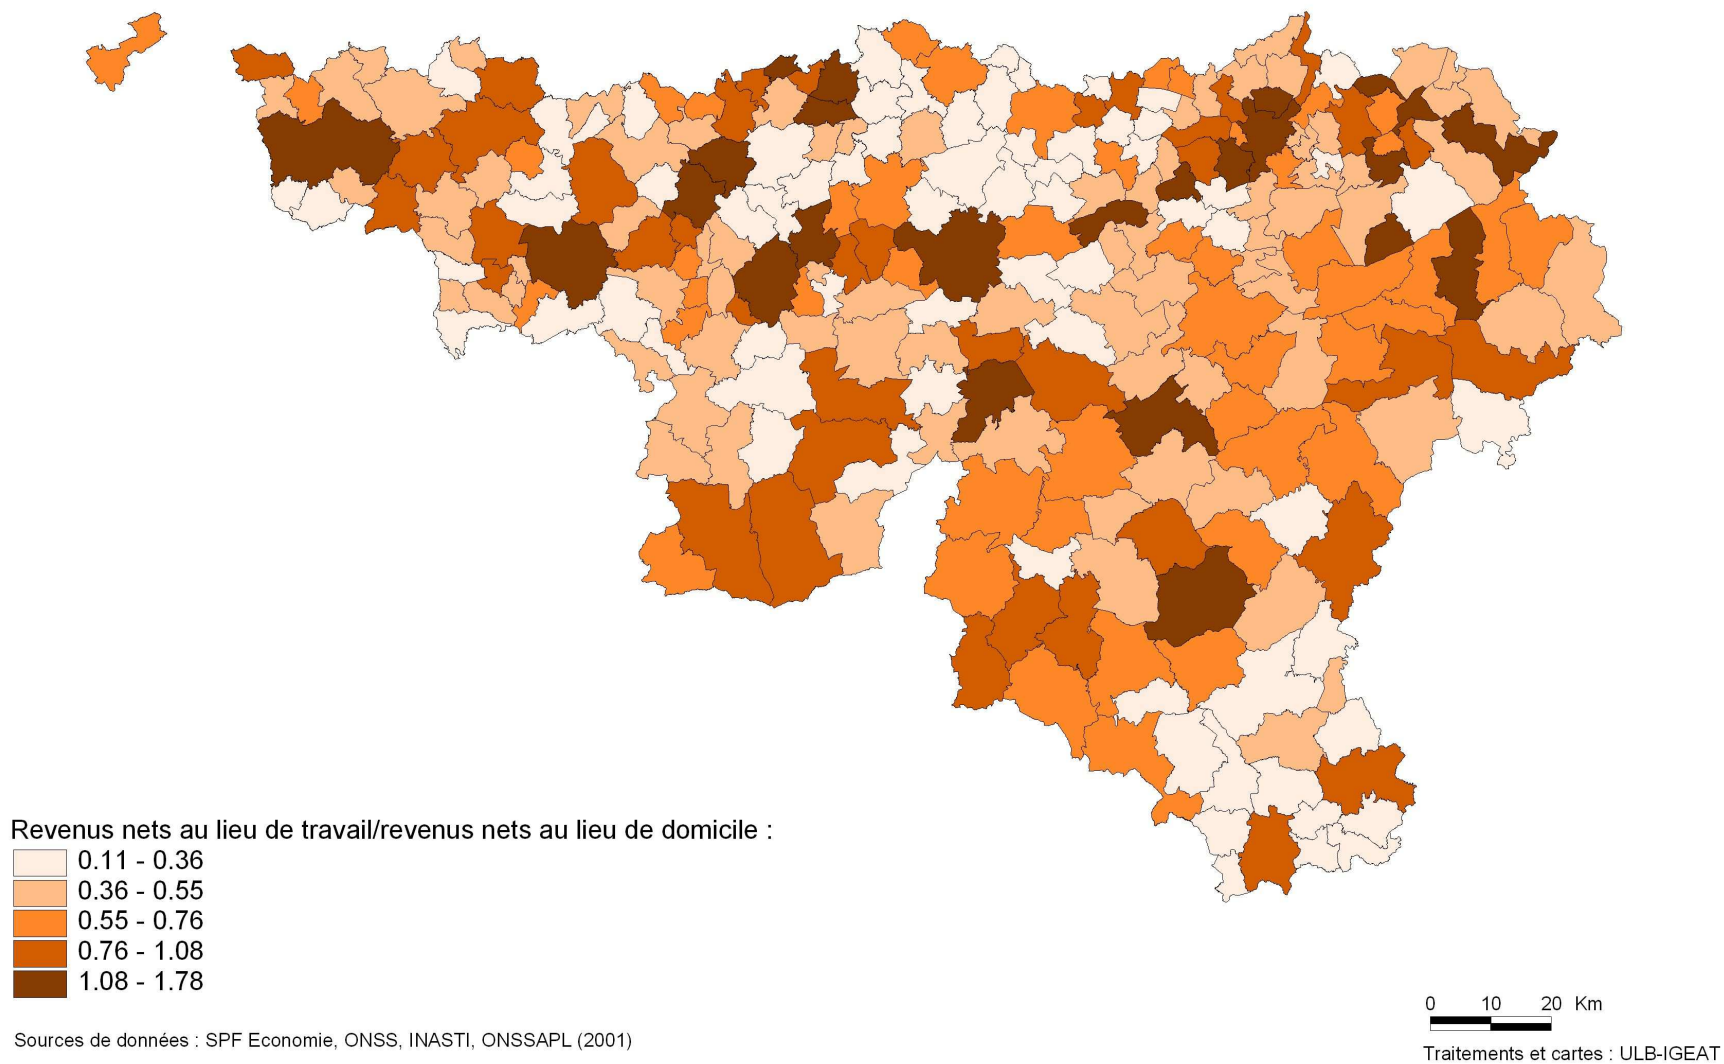 Revenus nets au lieu de travail/revenus nets au lieu de domicile :
0.11 - 0.36
0.36 - 0.55
0.55 - 0.76
0.76 - 1.08
1.08 - 1.78
0 10 20 Km
Sources de données : SPF Economie, ONSS, INASTI, ONSSAPL (2001)
Traitements et cartes : ULB-IGEAT